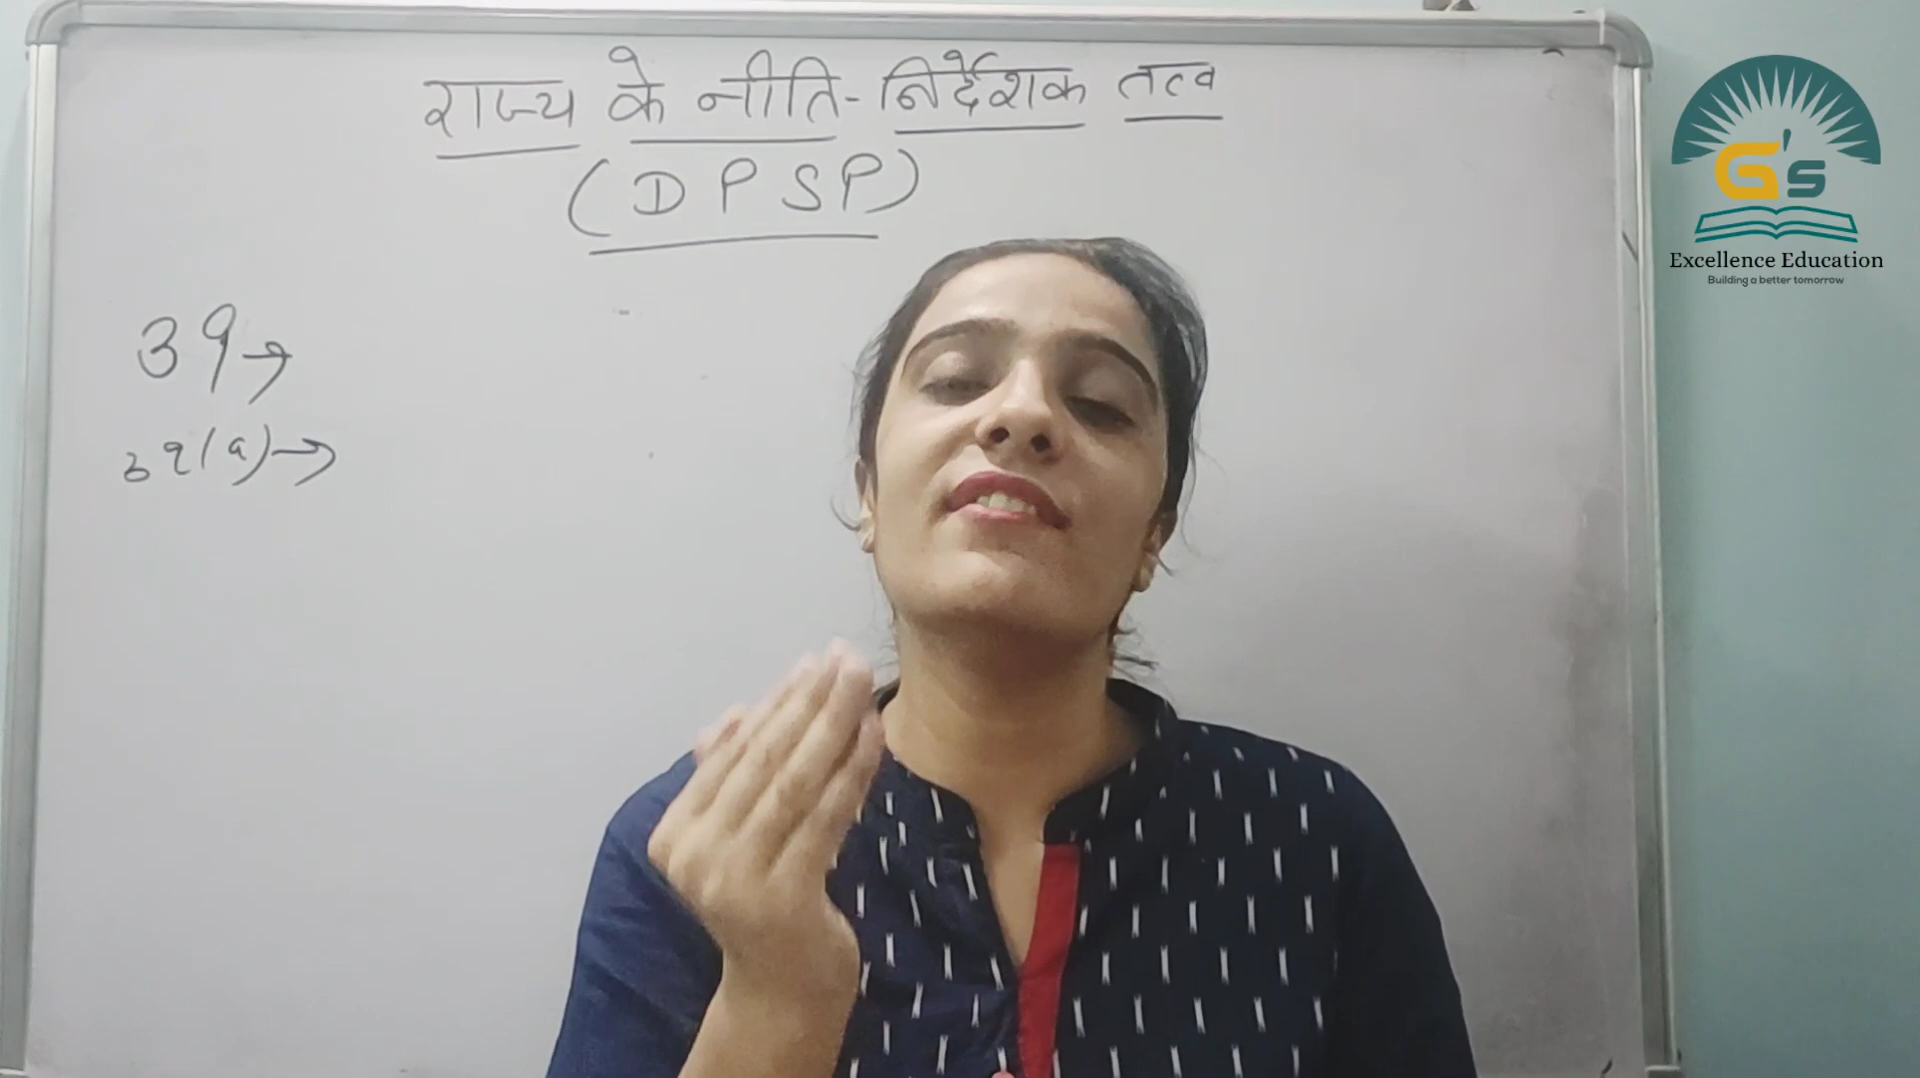 राज्य के नीति-निर्देशक तत्व
(DPSP)
39→
39(a)→
G's
Excellence Education
Building a better tomorrow